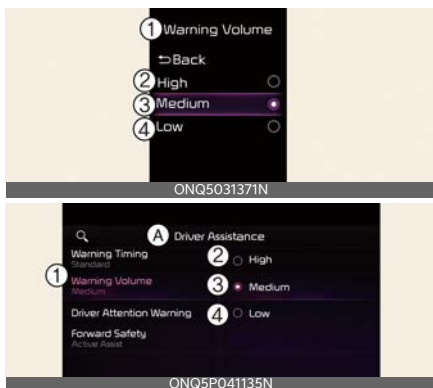 ① Warning Volume
Back
② High
③ Medium
④ Low
ONQ5031371N
Ⓐ Driver Assistance
Warning Timing
Standard
② High
① Warning Volume
Medium
③ Medium
Driver Attention Warning
④ Low
Forward Safety
Active Assist
ONQ5P041135N